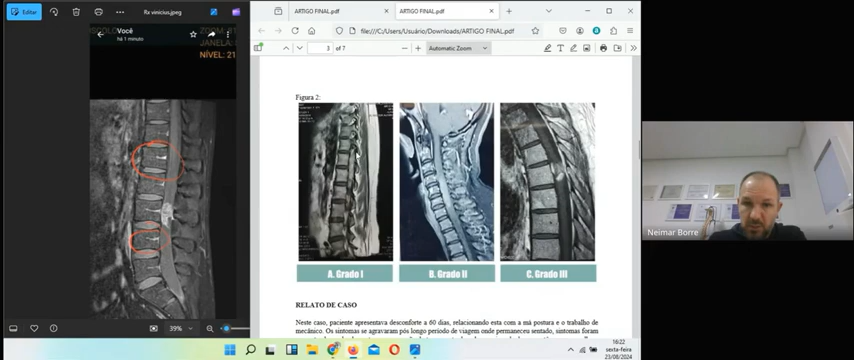 Editar
Rx vinicius.jpeg
Você
há 1 minuto
JANELA:
NÍVEL: 21
39%
ARTIGO FINAL.pdf
ARTIGO FINAL.pdf
file:///C:/Users/Usuário/Downloads/ARTIGO FINAL.pdf
3 of 7
Automatic Zoom
Figura 2:
A. Grado I
B. Grado II
C. Grado III
RELATO DE CASO
Neste caso, paciente apresentava desconforte a 60 dias, relacionando esta com a má postura e o trabalho de
mecânico. Os sintomas se agravaram pós longo período de viagem onde permaneceu sentado, sintomas foram
16:22
sexta-feira
23/08/2024
Neimar Borre